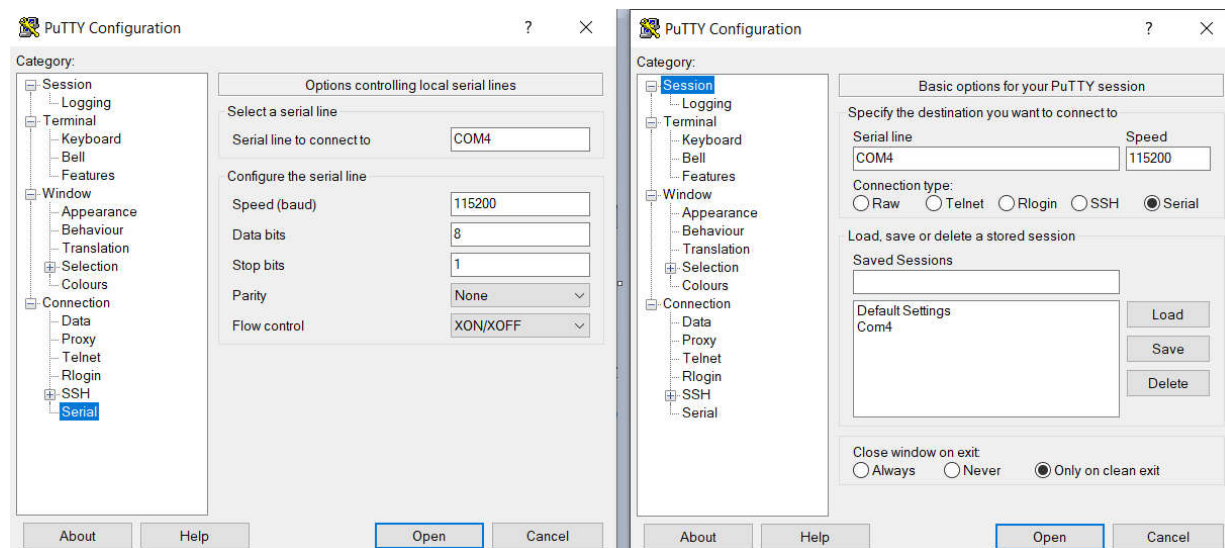 PuTTY Configuration
?
Category:
Session
Logging
Terminal
Keyboard
Bell
Features
Window
Appearance
Behaviour
Translation
Selection
Colours
Connection
Data
Proxy
Telnet
Rlogin
SSH
Serial
Options controlling local serial lines
Select a serial line
Serial line to connect to COM4
Configure the serial line
Speed (baud) 115200
Data bits 8
Stop bits 1
Parity None
Flow control XON/XOFF
About Help Open Cancel
PuTTY Configuration
?
Category:
Session
Logging
Terminal
Keyboard
Bell
Features
Window
Appearance
Behaviour
Translation
Selection
Colours
Connection
Data
Proxy
Telnet
Rlogin
SSH
Serial
Basic options for your PuTTY session
Specify the destination you want to connect to
Serial line Speed
COM4 115200
Connection type:
Raw Telnet Rlogin SSH Serial
Load, save or delete a stored session
Saved Sessions
Default Settings
Com4
Load
Save
Delete
Close window on exit:
Always Never Only on clean exit
About Help Open Cancel